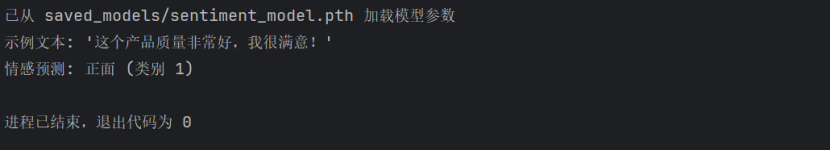 已从 saved_models/sentiment_model.pth 加载模型参数
示例文本: '这个产品质量非常好，我很满意！'
情感预测: 正面 (类别 1)
进程已结束，退出代码为 0